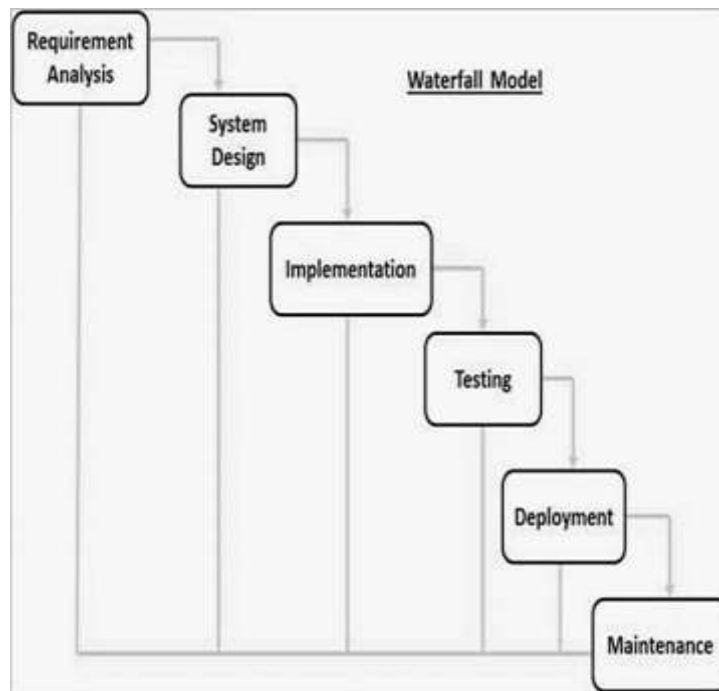 Requirement
Analysis
Waterfall Model
System
Design
Implementation
Testing
Deployment
Maintenance